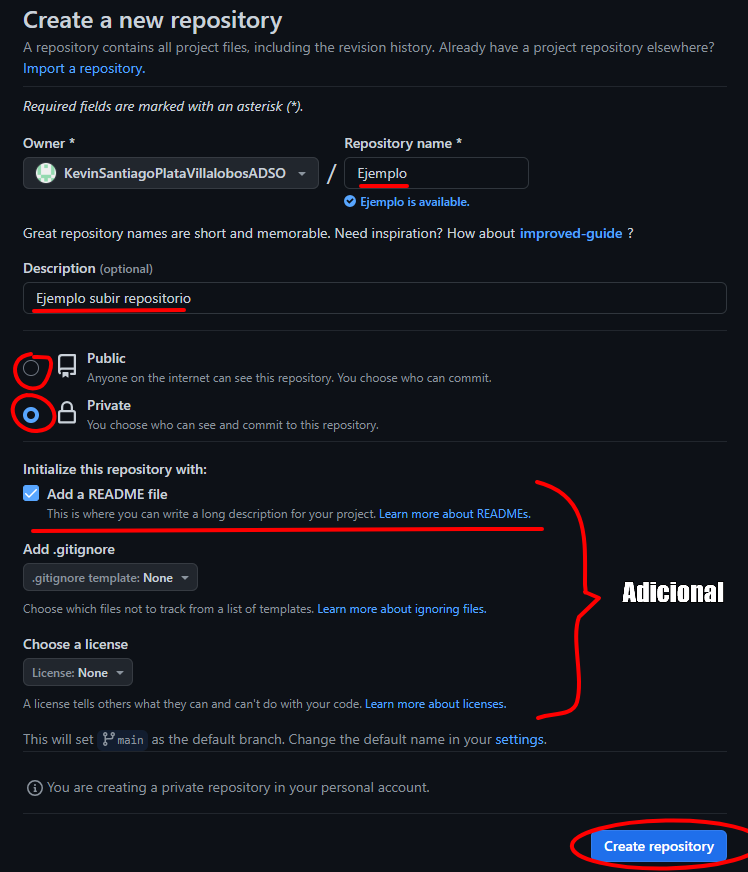 Create a new repository
A repository contains all project files, including the revision history. Already have a project repository elsewhere?
Import a repository.
Required fields are marked with an asterisk (*).
Owner * Repository name *
KevinSantiagoPlataVillalobosADSO / Ejemplo
Ejemplo is available.
Great repository names are short and memorable. Need inspiration? How about improved-guide ?
Description (optional)
Ejemplo subir repositorio
Public
Anyone on the internet can see this repository. You choose who can commit.
Private
You choose who can see and commit to this repository.
Initialize this repository with:
Add a README file
This is where you can write a long description for your project. Learn more about READMEs.
Add .gitignore
.gitignore template: None
Adicional
Choose which files not to track from a list of templates. Learn more about ignoring files.
Choose a license
License: None
A license tells others what they can and can't do with your code. Learn more about licenses.
This will set main as the default branch. Change the default name in your settings.
You are creating a private repository in your personal account.
Create repository